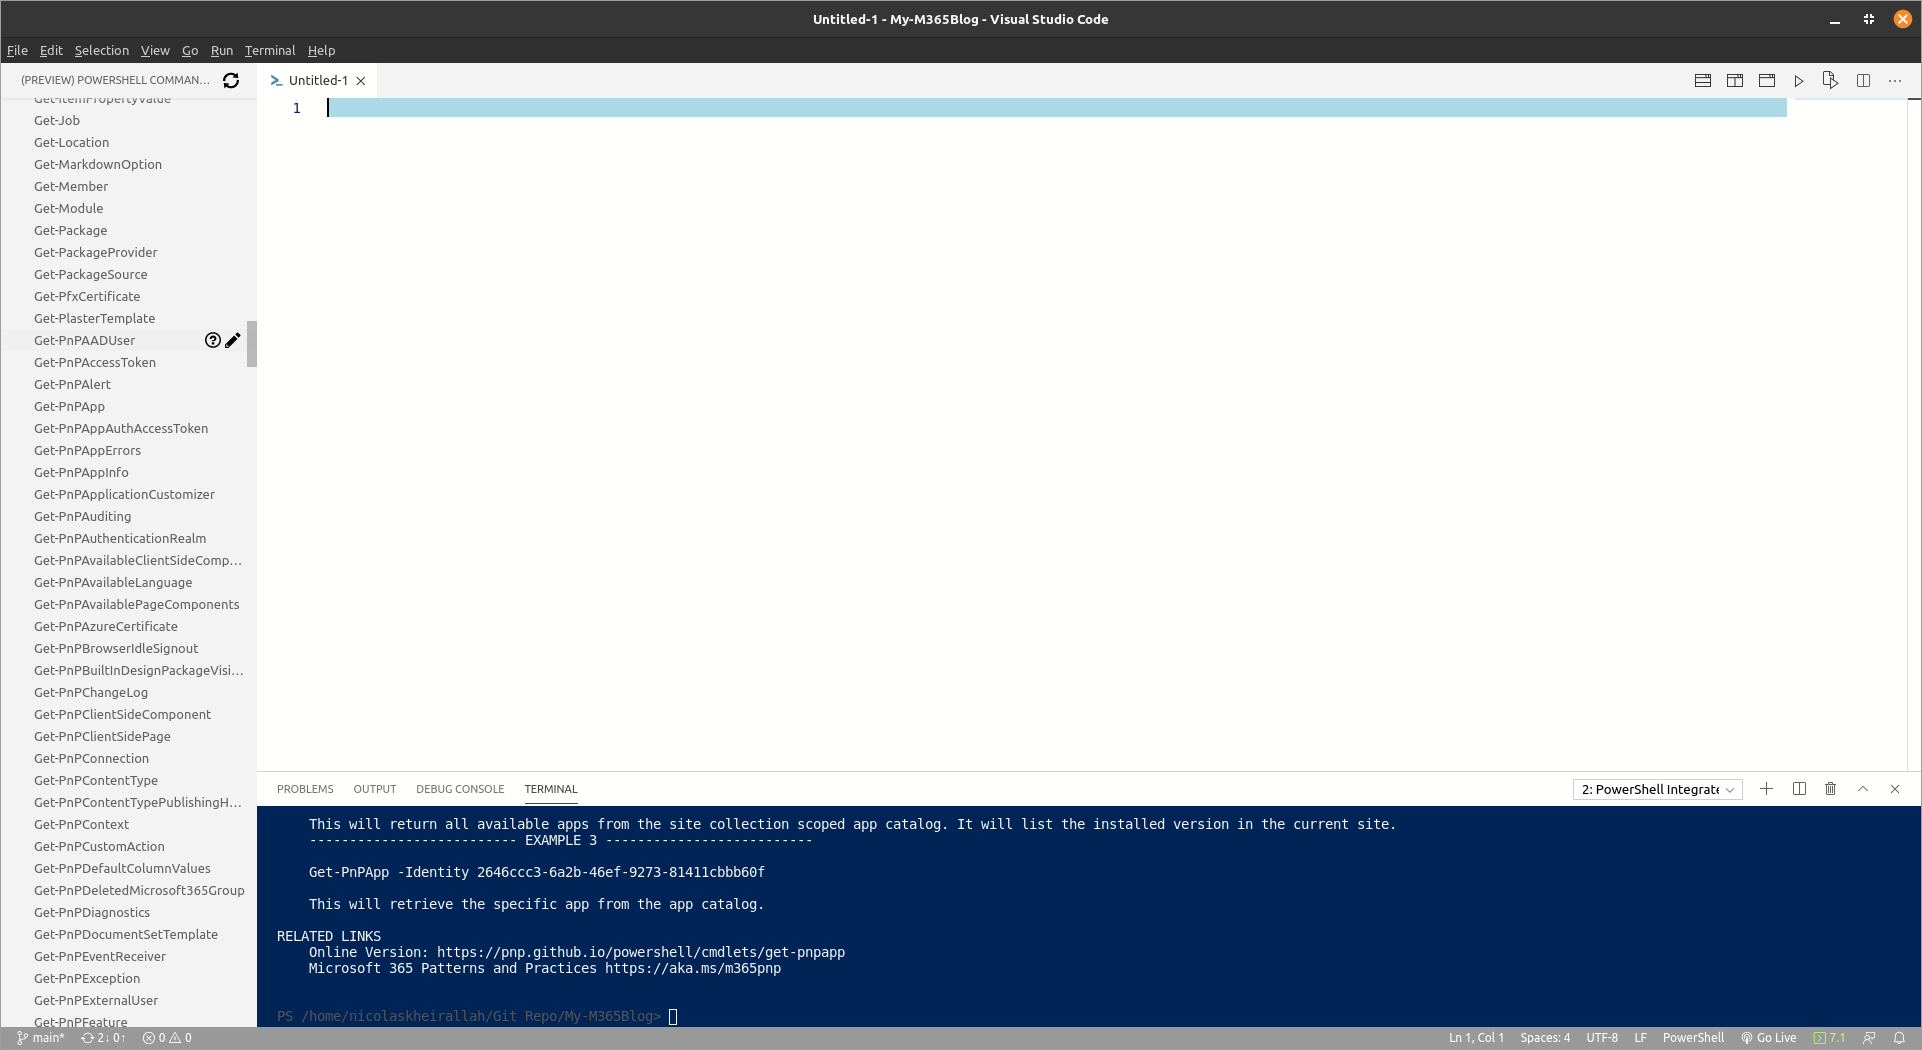 Untitled-1 - My-M365Blog - Visual Studio Code
File Edit Selection View Go Run Terminal Help
(PREVIEW) POWERSHELL COMMAN...
Untitled-1
1
Get-ItemPropertyValue
Get-Job
Get-Location
Get-MarkdownOption
Get-Member
Get-Module
Get-Package
Get-PackageProvider
Get-PackageSource
Get-PfxCertificate
Get-PlasterTemplate
Get-PnPAADUser
Get-PnPAccessToken
Get-PnPAlert
Get-PnPApp
Get-PnPAppAuthAccessToken
Get-PnPAppErrors
Get-PnPAppInfo
Get-PnPApplicationCustomizer
Get-PnPAuditing
Get-PnPAuthenticationRealm
Get-PnPAvailableClientSideComp...
Get-PnPAvailableLanguage
Get-PnPAvailablePageComponents
Get-PnPAzureCertificate
Get-PnPBrowserIdleSignout
Get-PnPBuiltInDesignPackageVisi...
Get-PnPChangeLog
Get-PnPClientSideComponent
Get-PnPClientSidePage
Get-PnPConnection
Get-PnPContentType
Get-PnPContentTypePublishingH...
Get-PnPContext
Get-PnPCustomAction
Get-PnPDefaultColumnValues
Get-PnPDeletedMicrosoft365Group
Get-PnPDiagnostics
Get-PnPDocumentSetTemplate
Get-PnPEventReceiver
Get-PnPException
Get-PnPExternalUser
Get-PnPFeature
PROBLEMS OUTPUT DEBUG CONSOLE TERMINAL
2: PowerShell Integrate
This will return all available apps from the site collection scoped app catalog. It will list the installed version in the current site.
-------------------------- EXAMPLE 3 --------------------------
Get-PnPApp -Identity 2646ccc3-6a2b-46ef-9273-81411cbbb60f
This will retrieve the specific app from the app catalog.
RELATED LINKS
Online Version: https://pnp.github.io/powershell/cmdlets/get-pnpapp
Microsoft 365 Patterns and Practices https://aka.ms/m365pnp
PS /home/nicolaskheirallah/Git Repo/My-M365Blog>
main* 2↓ 0↑ 0 0 Ln 1, Col 1 Spaces: 4 UTF-8 LF PowerShell Go Live 7.1